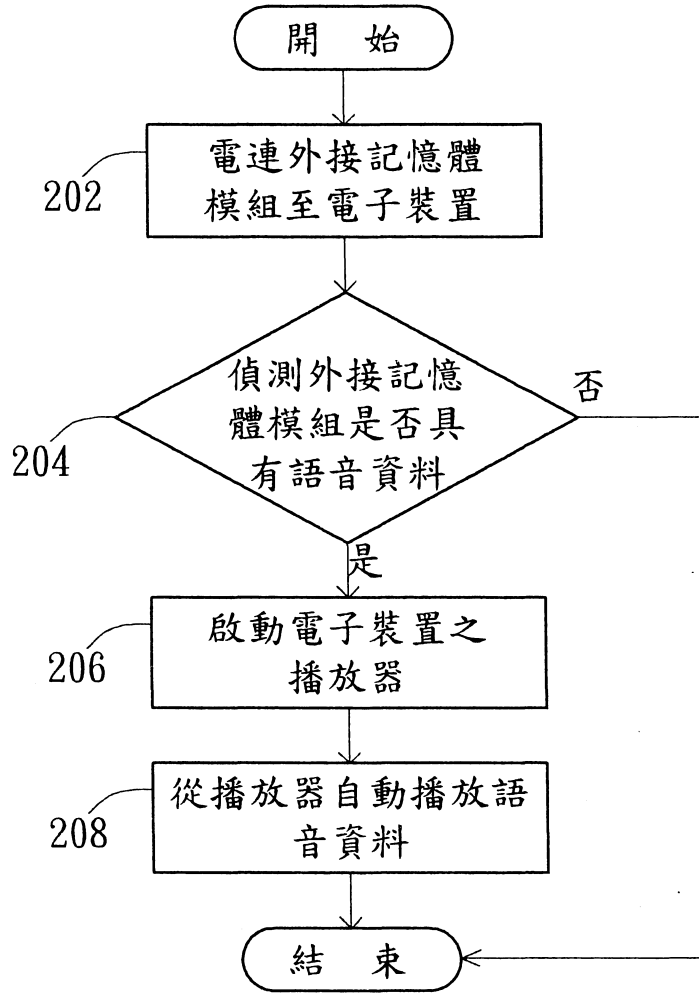 開 始
電連外接記憶體
模組至電子裝置
202
偵測外接記憶
體模組是否具
有語音資料
否
204
是
啟動電子裝置之
播放器
206
從播放器自動播放語
音資料
208
結 束